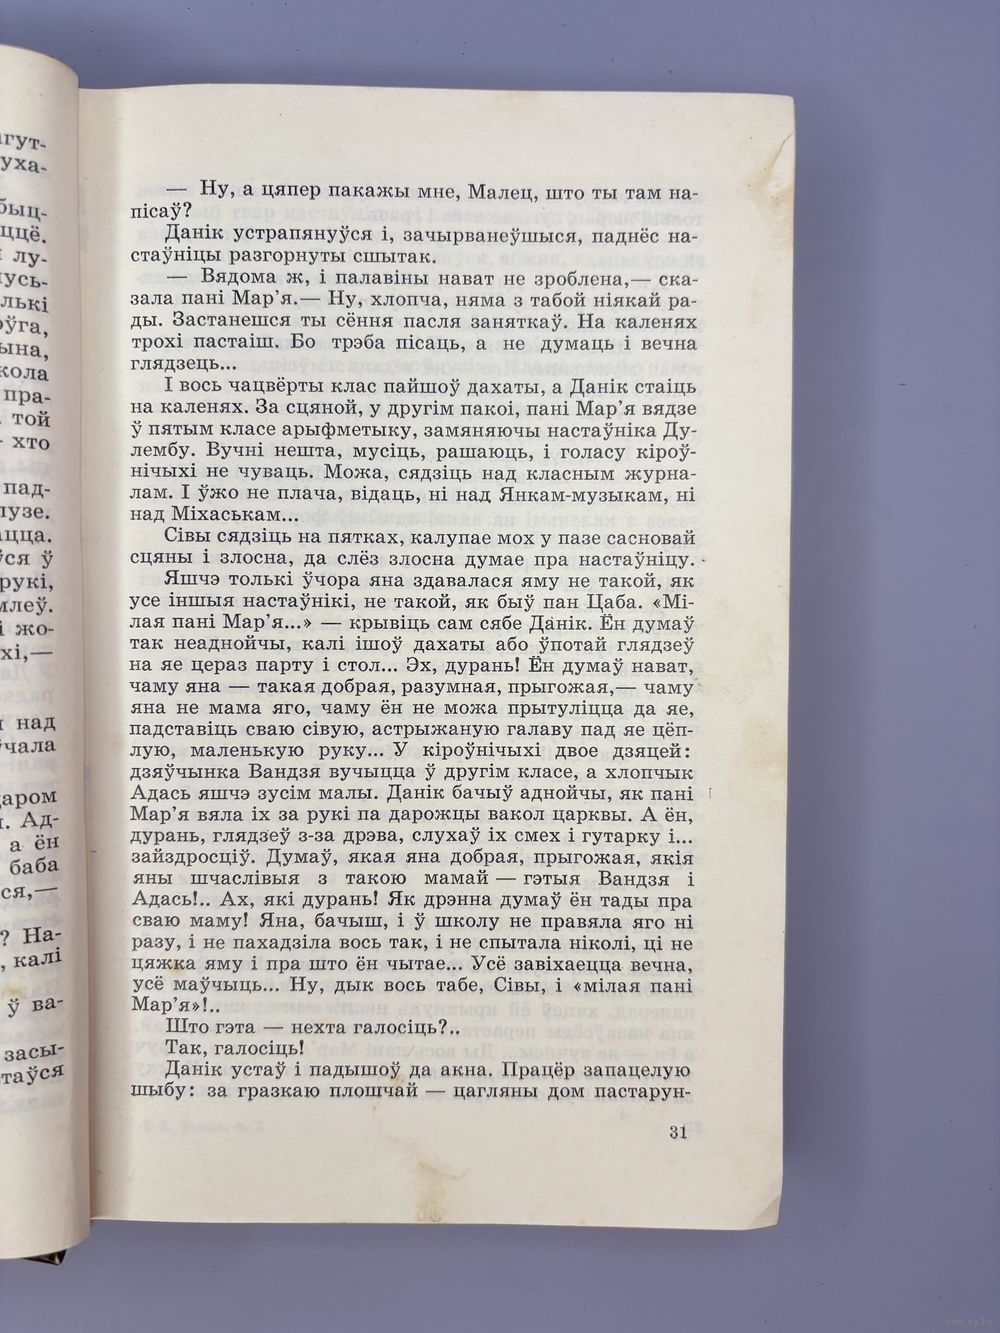 — Ну, а цяпер пакажы мне, Малец, што ты там на-
пісаў?
Данік устрапянуўся і, зачырванеўшыся, паднёс на-
стаўніцы разгорнуты сшытак.
— Вядома ж, і палавіны нават не зроблена,— ска-
зала пані Мар’я.— Ну, хлопча, няма з табой ніякай ра-
ды. Застанешся ты сёння пасля заняткаў. На каленях
трохі пастаіш. Бо трэба пісаць, а не думаць і вечна
глядзець...
І вось чацвёрты клас пайшоў дахаты, а Данік стаіць
на каленях. За сцяной, у другім пакоі, пані Мар’я вядзе
ў пятым класе арыфметыку, замяняючы настаўніка Ду-
лембу. Вучні нешта, мусіць, рашаюць, і голасу кіроў-
нічыхі не чуваць. Можа, сядзіць над класным журна-
лам. І ўжо не плача, відаць, ні над Янкам-музыкам, ні
над Міхаськам...
Сівы сядзіць на пятках, калупае мох у пазе сасновай
сцяны і злосна, да слёз злосна думае пра настаўніцу.
Яшчэ толькі ўчора яна здавалася яму не такой, як
усе іншыя настаўнікі, не такой, як быў пан Цаба. «Мі-
лая пані Мар’я...» — крывіць сам сябе Данік. Ён думаў
так неаднойчы, калі ішоў дахаты або ўпотай глядзеў
на яе цераз парту і стол... Эх, дурань! Ён думаў нават,
чаму яна — такая добрая, разумная, прыгожая,— чаму
яна не мама яго, чаму ён не можа прытуліцца да яе,
падставіць сваю сівую, астрыжаную галаву пад яе цёп-
лую, маленькую руку... У кіроўнічыхі двое дзяцей:
дзяўчынка Вандзя вучыцца ў другім класе, а хлопчык
Адась яшчэ зусім малы. Данік бачыў аднойчы, як пані
Мар’я вяла іх за рукі па дарожцы вакол царквы. А ён,
дурань, глядзеў з-за дрэва, слухаў іх смех і гутарку і...
зайздросціў. Думаў, якая яна добрая, прыгожая, якія
яны шчаслівыя з такою мамай — гэтыя Вандзя і
Адась!.. Ах, які дурань! Як дрэнна думаў ён тады пра
сваю маму! Яна, бачыш, і ў школу не правяла яго ні
разу, і не пахадзіла вось так, і не спытала ніколі, ці не
цяжка яму і пра што ён чытае... Усё завіхаецца вечна,
усё маўчыць... Ну, дык вось табе, Сівы, і «мілая пані
Мар’я»!..
Што гэта — нехта галосіць?..
Так, галосіць!
Данік устаў і падышоў да акна. Працёр запацелую
шыбу: за гразкаю плошчай — цагляны дом пастарун-
31
www.ay.by